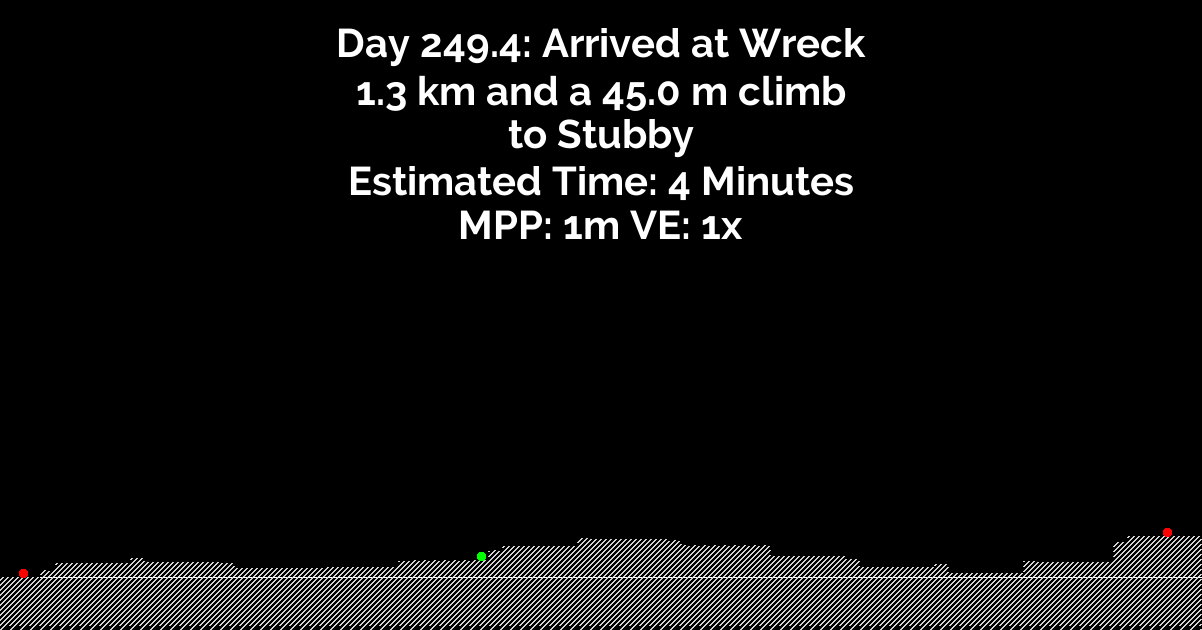 Day 249.4: Arrived at Wreck
1.3 km and a 45.0 m climb
to Stubby
Estimated Time: 4 Minutes
MPP: 1m VE: 1x